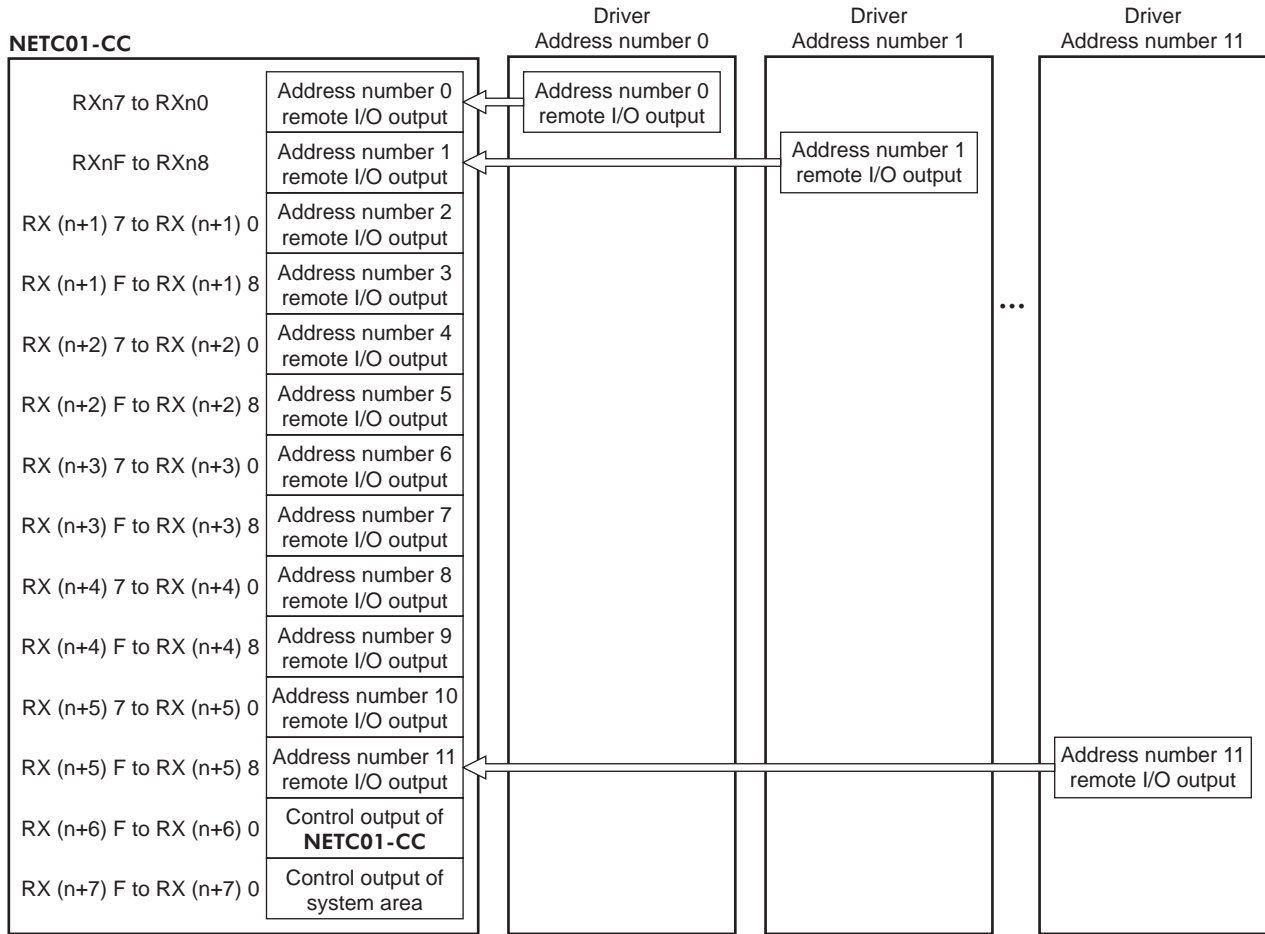 NETC01-CC
Driver
Address number 0
Driver
Address number 1
Driver
Address number 11
RXn7 to RXn0
Address number 0
remote I/O output
Address number 0
remote I/O output
RXnF to RXn8
Address number 1
remote I/O output
Address number 1
remote I/O output
RX (n+1) 7 to RX (n+1) 0
Address number 2
remote I/O output
RX (n+1) F to RX (n+1) 8
Address number 3
remote I/O output
...
RX (n+2) 7 to RX (n+2) 0
Address number 4
remote I/O output
RX (n+2) F to RX (n+2) 8
Address number 5
remote I/O output
RX (n+3) 7 to RX (n+3) 0
Address number 6
remote I/O output
RX (n+3) F to RX (n+3) 8
Address number 7
remote I/O output
RX (n+4) 7 to RX (n+4) 0
Address number 8
remote I/O output
RX (n+4) F to RX (n+4) 8
Address number 9
remote I/O output
RX (n+5) 7 to RX (n+5) 0
Address number 10
remote I/O output
RX (n+5) F to RX (n+5) 8
Address number 11
remote I/O output
Address number 11
remote I/O output
RX (n+6) F to RX (n+6) 0
Control output of
NETC01-CC
RX (n+7) F to RX (n+7) 0
Control output of
system area